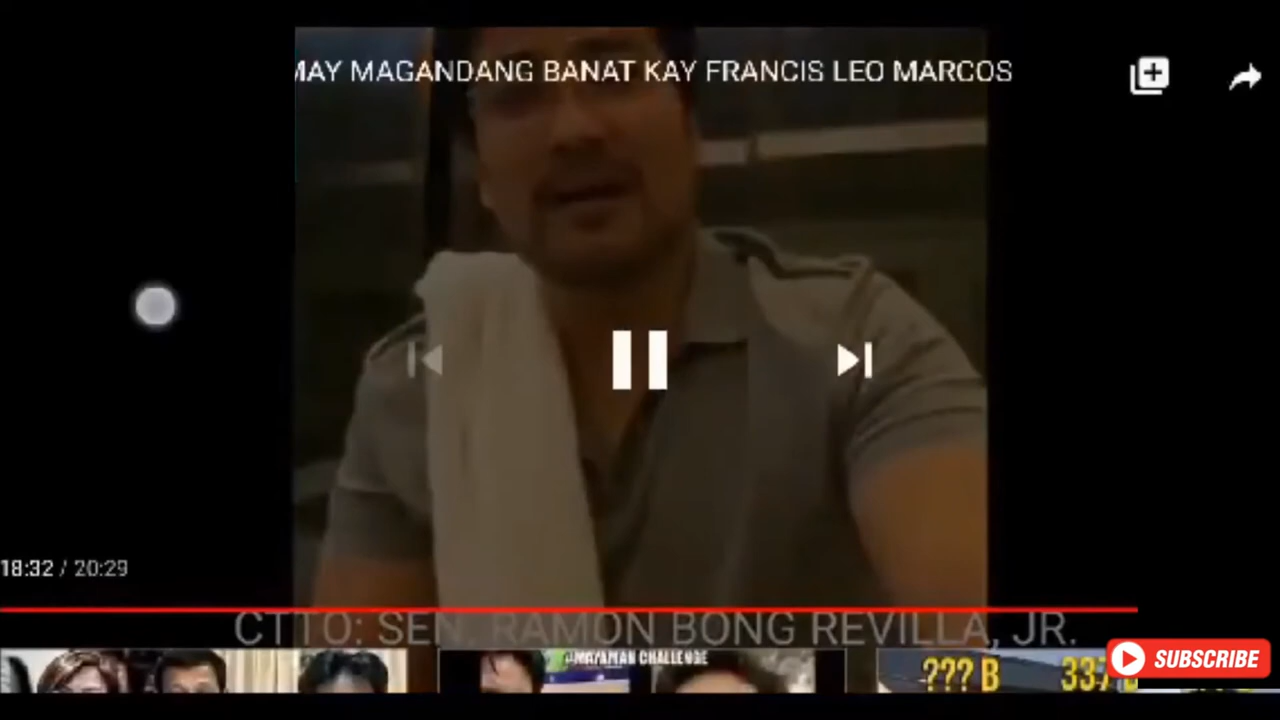 MAY MAGANDANG BANAT KAY FRANCIS LEO MARCOS
18:32 / 20:29
CTTO: SEN. RAMON BONG REVILLA, JR.
#MAYAMAN CHALLENGE
??? B
337 B
SUBSCRIBE